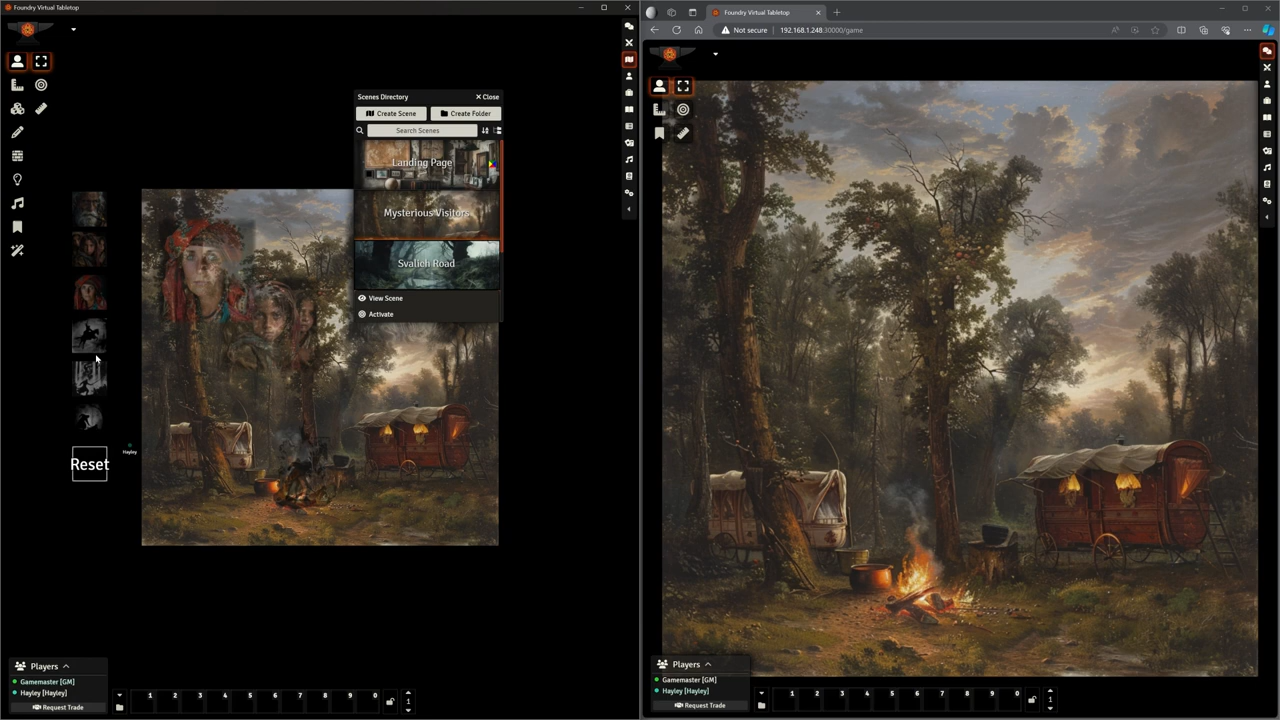 Foundry Virtual Tabletop
Scenes Directory
Close
Create Scene
Create Folder
Search Scenes
Landing Page
Mysterious Visitors
Svalich Road
View Scene
Activate
Reset
Hayley
Players
Gamemaster [GM]
Hayley [Hayley]
Request Trade
1 2 3 4 5 6 7 8 9 0
1
Foundry Virtual Tabletop
Not secure
192.168.1.248:30000/game
Players
Gamemaster [GM]
Hayley [Hayley]
Request Trade
1 2 3 4 5 6 7 8 9 0
1